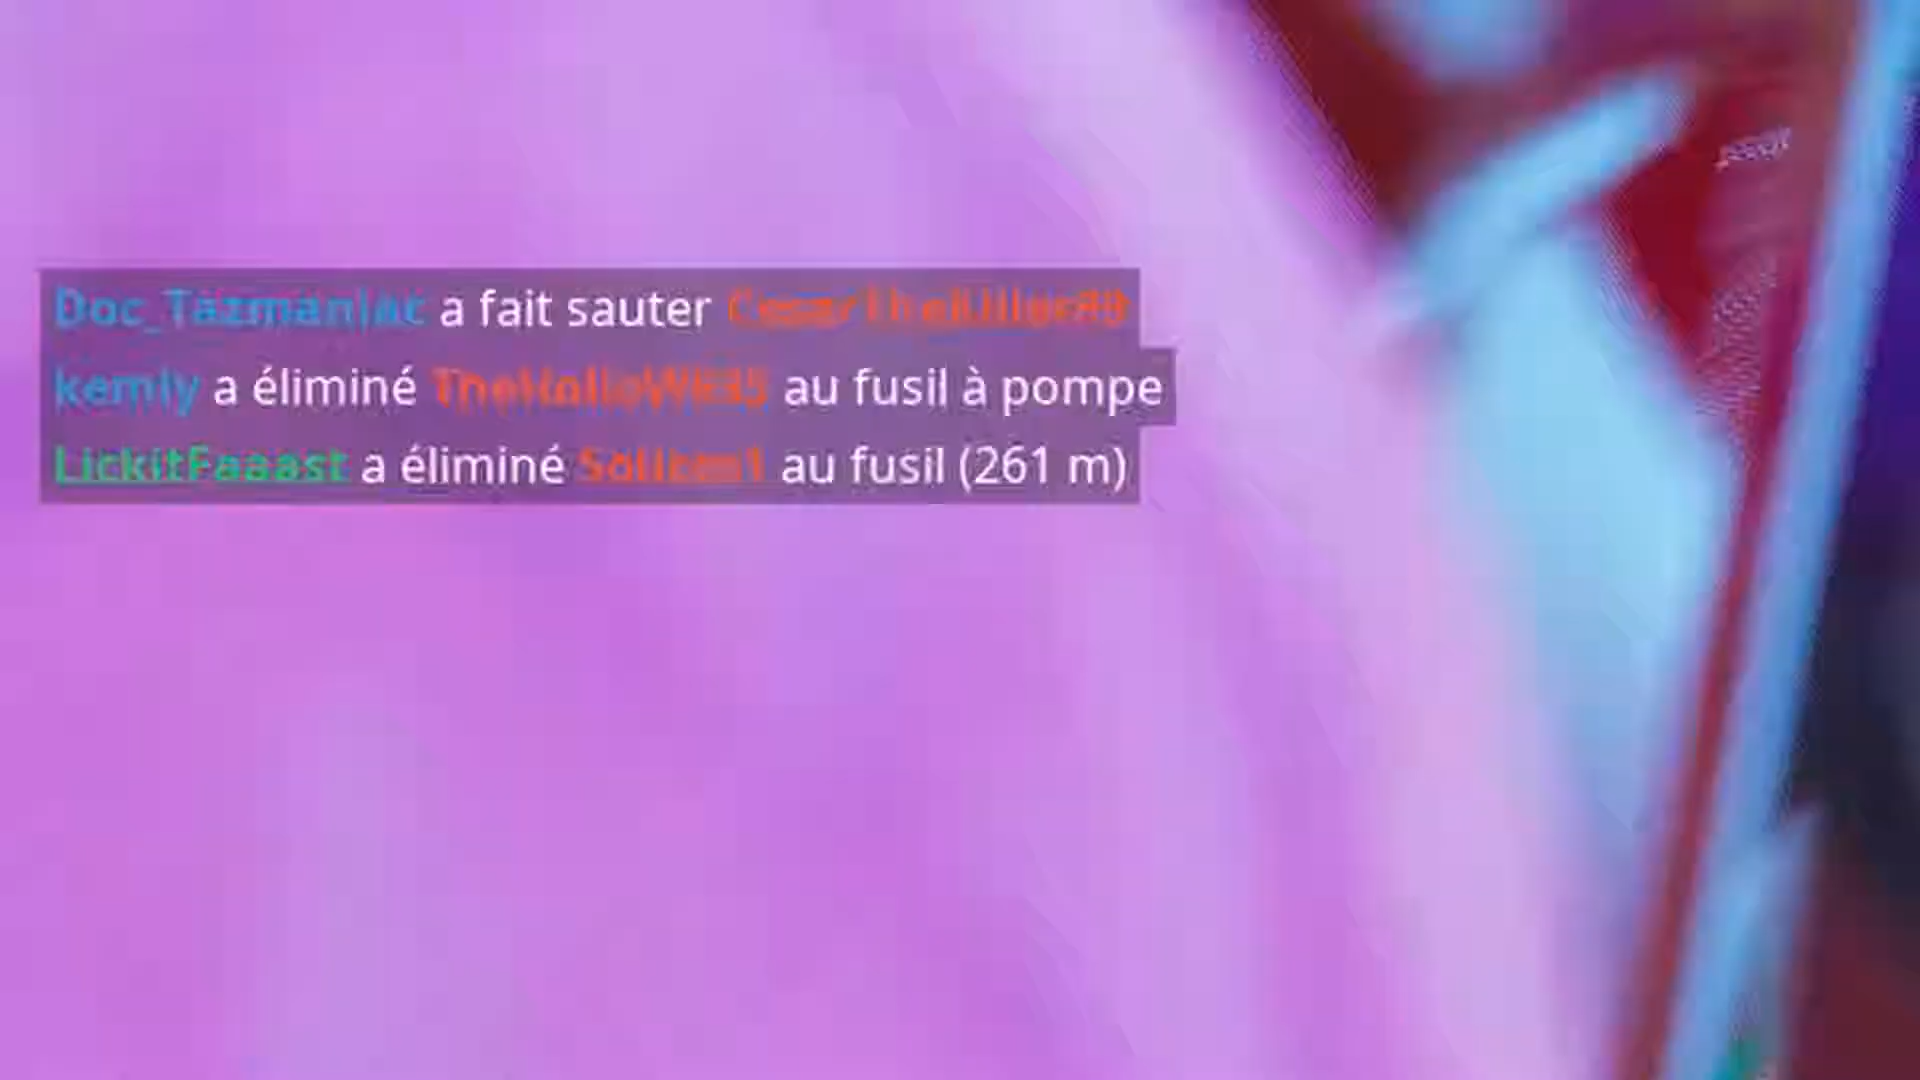 Doc_Tazmaniac a fait sauter
kemly a éliminé au fusil à pompe
LickitFaaast a éliminé au fusil (261 m)